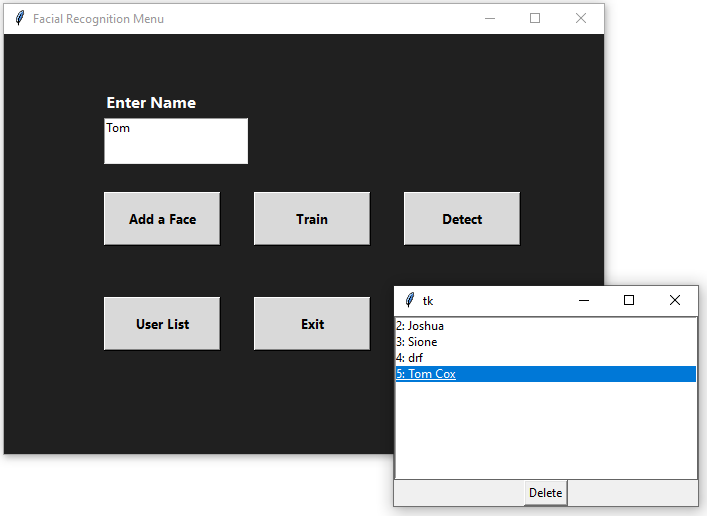 Facial Recognition Menu
Enter Name
Tom
Add a Face
Train
Detect
User List
Exit
tk
2: Joshua
3: Sione
4: drf
5: Tom Cox
Delete